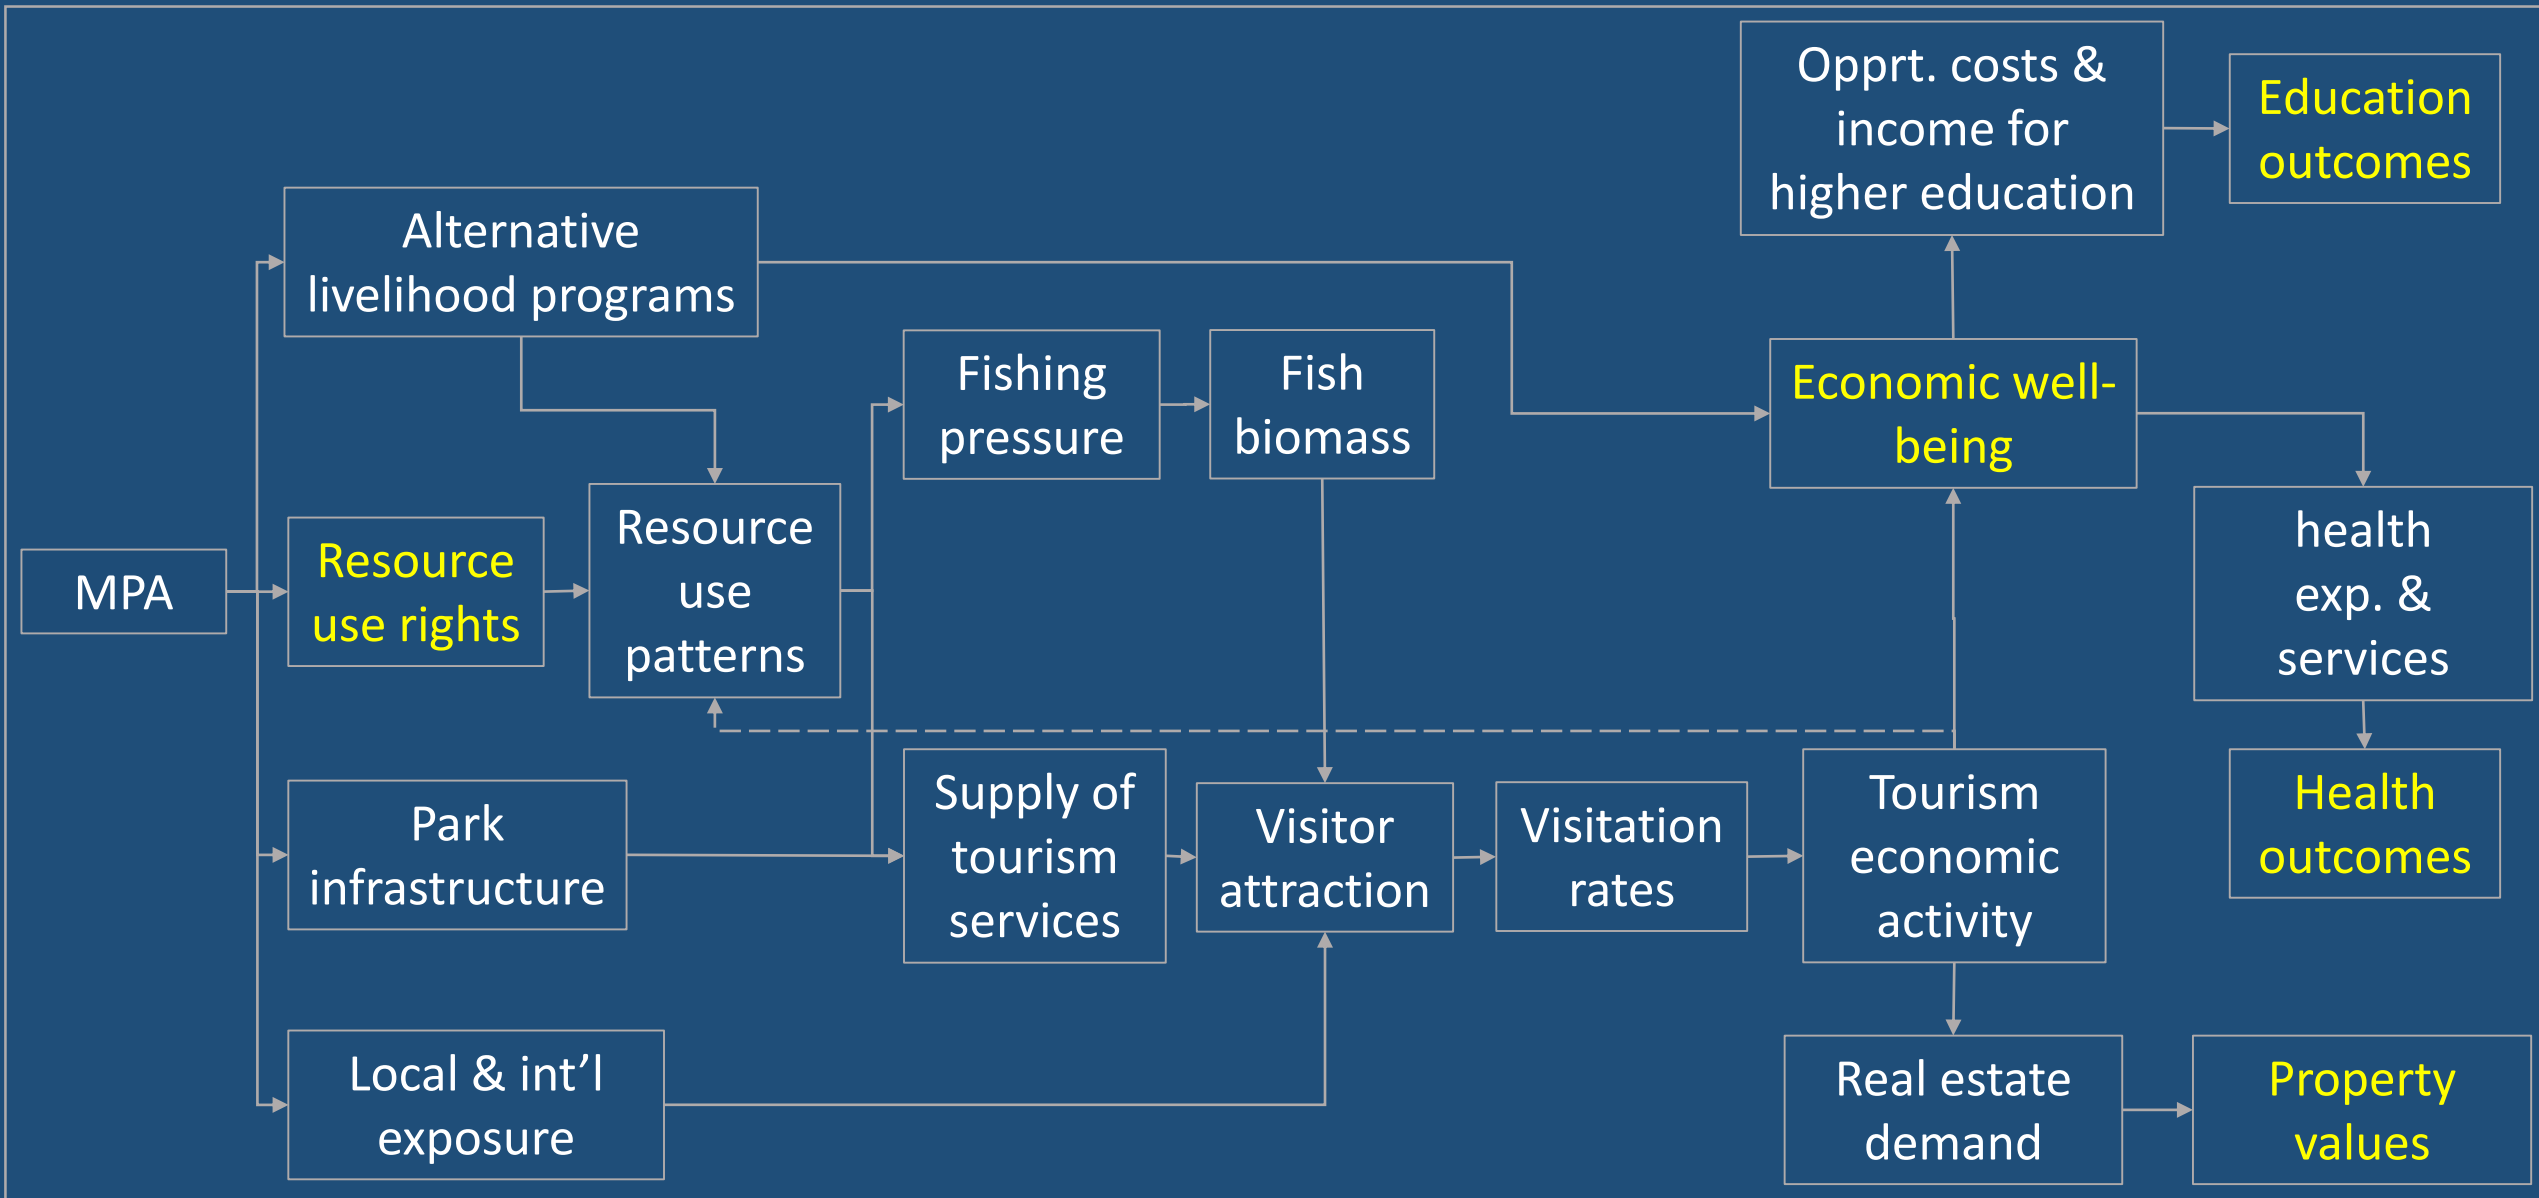 Opprt. costs &
income for
higher education
Education
outcomes
Alternative
livelihood programs
Fishing
pressure
Fish
biomass
Economic well-
being
MPA
Resource
use rights
Resource
use
patterns
health
exp. &
services
Park
infrastructure
Supply of
tourism
services
Visitor
attraction
Visitation
rates
Tourism
economic
activity
Health
outcomes
Local & int’l
exposure
Real estate
demand
Property
values